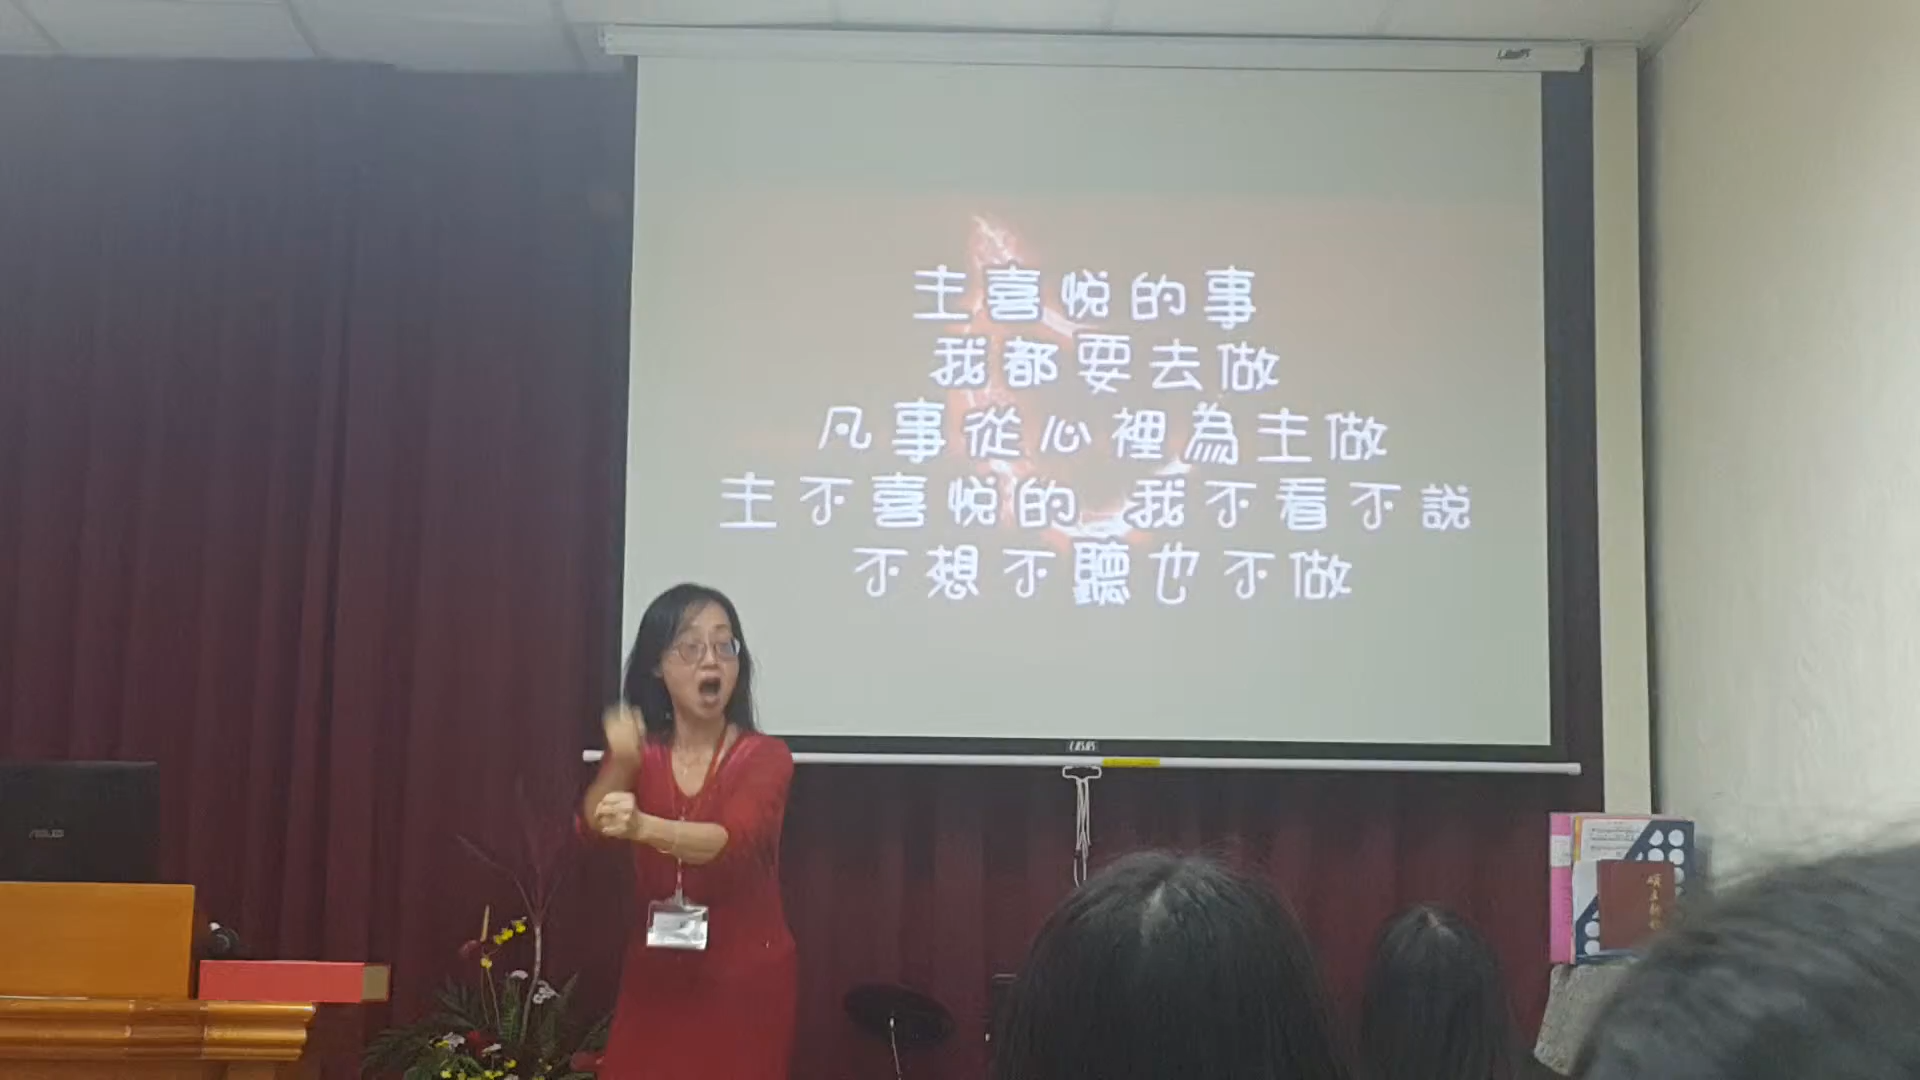 主喜悅的事
我都要去做
凡事從心裡為主做
主不喜悅的 我不看不說
不想不聽也不做
ASUS